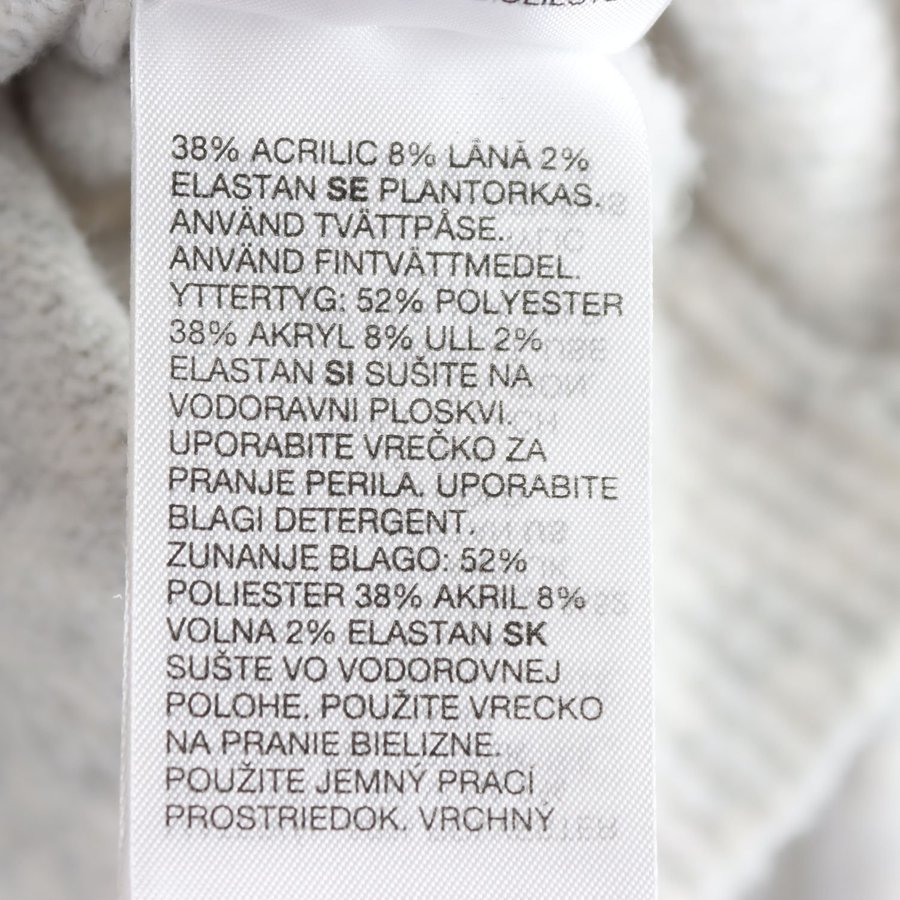 38% ACRILIC 8% LÂNĂ 2%
ELASTAN SE PLANTORKAS.
ANVÄND TVÄTTPÅSE.
ANVÄND FINTVÄTTMEDEL.
YTTERTYG: 52% POLYESTER
38% AKRYL 8% ULL 2%
ELASTAN SI SUŠITE NA
VODORAVNI PLOSKVI.
UPORABITE VREČKO ZA
PRANJE PERILA. UPORABITE
BLAGI DETERGENT.
ZUNANJE BLAGO: 52%
POLIESTER 38% AKRIL 8%
VOLNA 2% ELASTAN SK
SUŠTE VO VODOROVNEJ
POLOHE. POUŽITE VRECKO
NA PRANIE BIELIZNE.
POUŽITE JEMNÝ PRACÍ
PROSTRIEDOK. VRCHNÝ